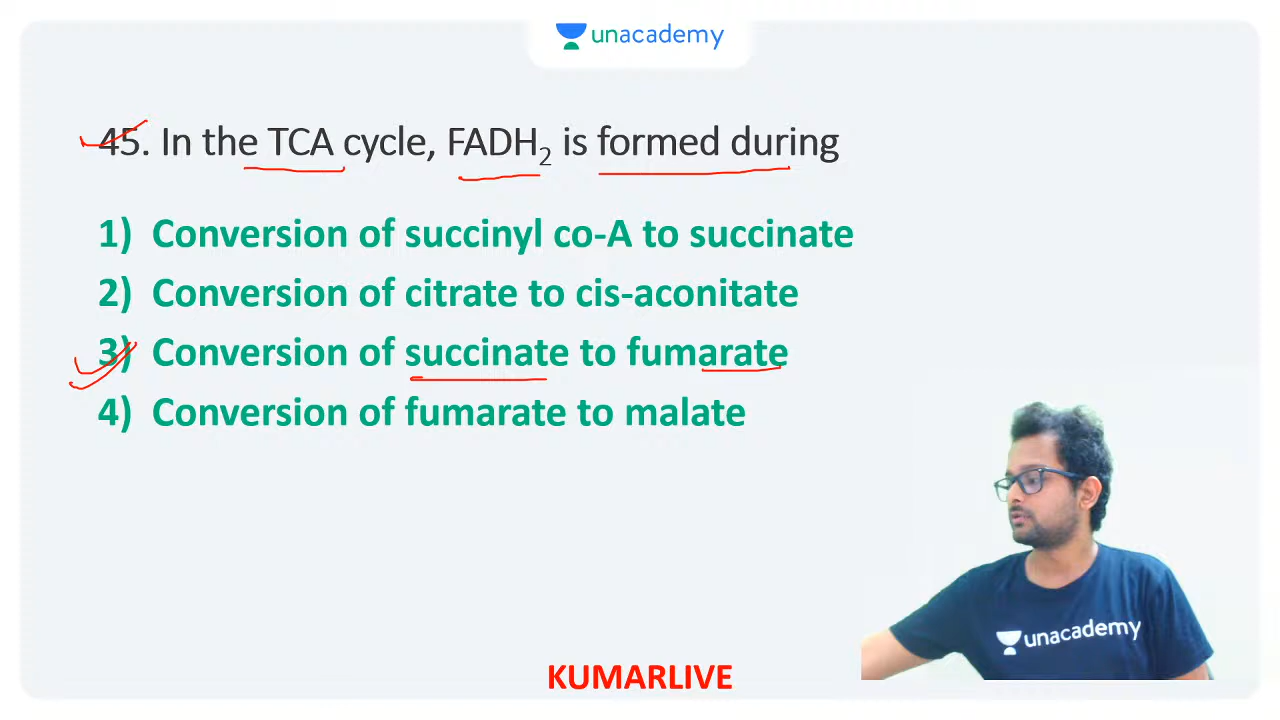 unacademy
45. In the TCA cycle, FADH₂ is formed during
1) Conversion of succinyl co-A to succinate
2) Conversion of citrate to cis-aconitate
3) Conversion of succinate to fumarate
4) Conversion of fumarate to malate
unacademy
KUMARLIVE